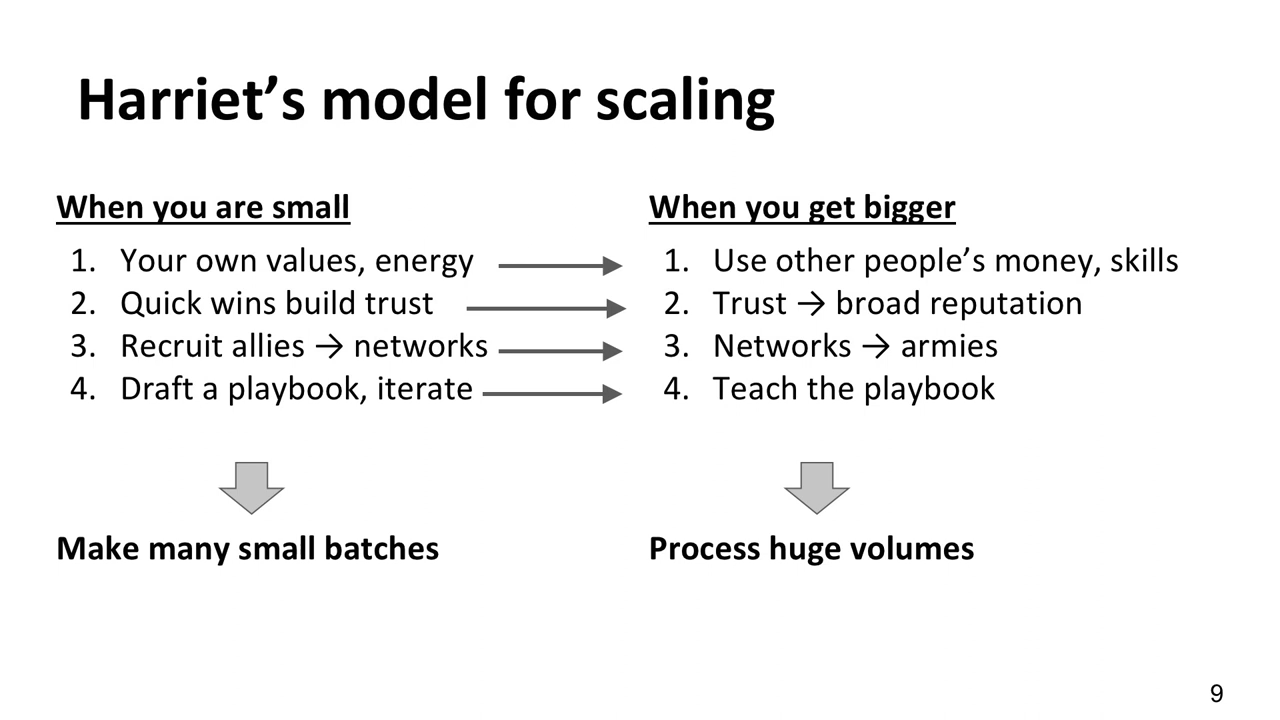 Harriet’s model for scaling
When you are small
1. Your own values, energy
2. Quick wins build trust
3. Recruit allies → networks
4. Draft a playbook, iterate
Make many small batches
When you get bigger
1. Use other people’s money, skills
2. Trust → broad reputation
3. Networks → armies
4. Teach the playbook
Process huge volumes
9